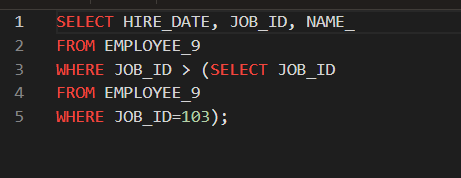 1 SELECT HIRE_DATE, JOB_ID, NAME_
2 FROM EMPLOYEE_9
3 WHERE JOB_ID > (SELECT JOB_ID
4 FROM EMPLOYEE_9
5 WHERE JOB_ID=103);